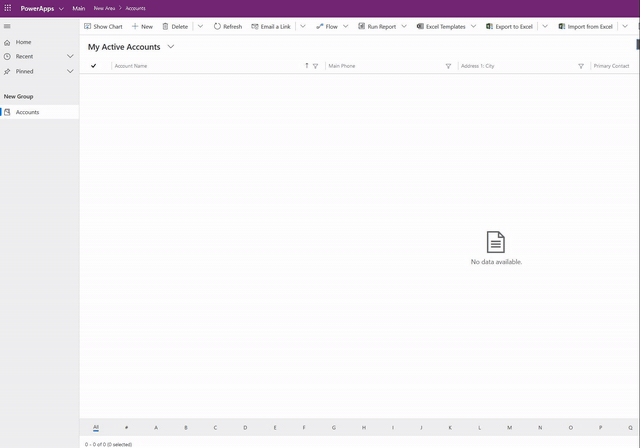 PowerApps Main New Area > Accounts
Show Chart + New Delete Refresh Email a Link Flow Run Report Excel Templates Export to Excel Import from Excel
Home
Recent
Pinned
New Group
Accounts
My Active Accounts
Account Name Main Phone Address 1: City Primary Contact
No data available.
All # A B C D E F G H I J K L M N O P Q
0 - 0 of 0 (0 selected)